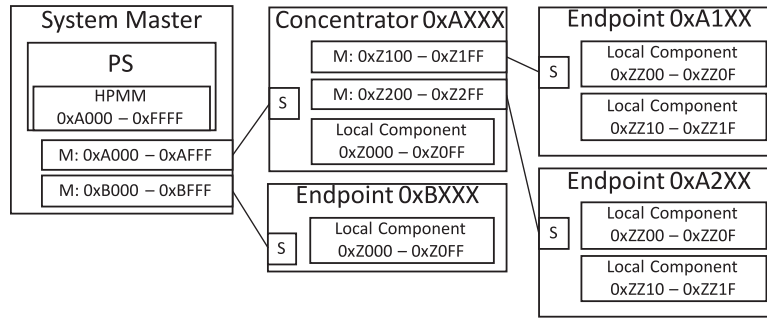 System Master
PS
HPMM
0xA000 – 0xFFFF
M: 0xA000 – 0xAFFF
M: 0xB000 – 0xBFFF
Concentrator 0xAXXX
M: 0xZ100 – 0xZ1FF
M: 0xZ200 – 0xZ2FF
S
Local Component
0xZ000 – 0xZ0FF
Endpoint 0xBXXX
S
Local Component
0xZ000 – 0xZ0FF
Endpoint 0xA1XX
S
Local Component
0xZZ00 – 0xZZ0F
Local Component
0xZZ10 – 0xZZ1F
Endpoint 0xA2XX
S
Local Component
0xZZ00 – 0xZZ0F
Local Component
0xZZ10 – 0xZZ1F